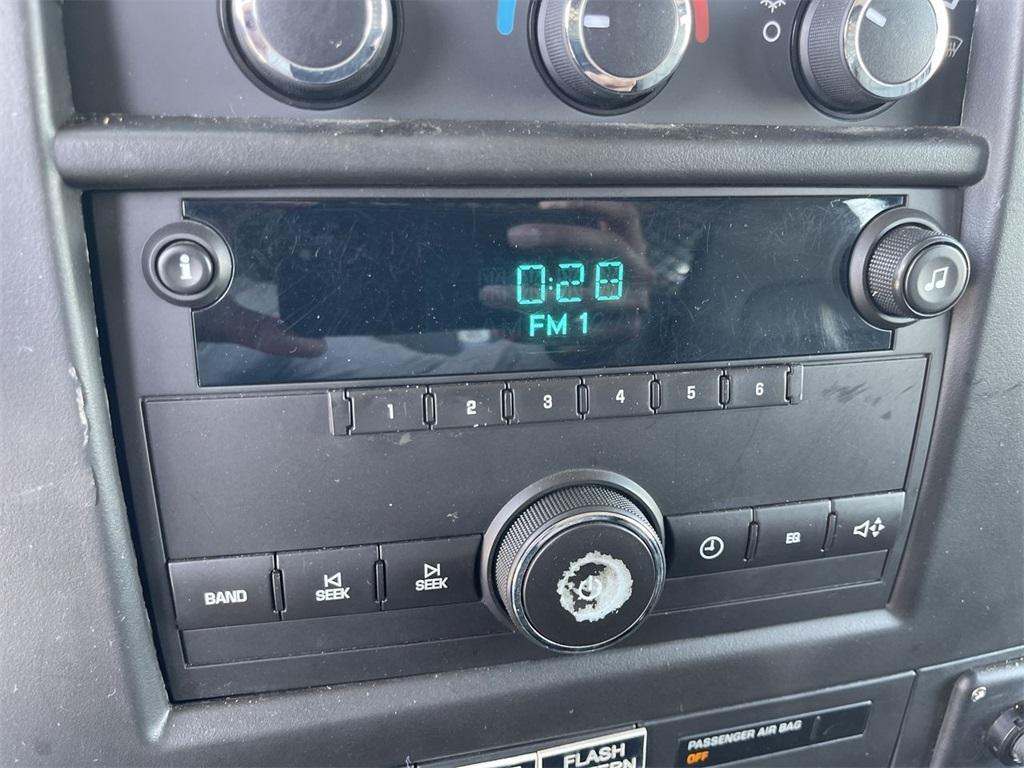 i
0:28
FM 1
1 2 3 4 5 6
BAND
SEEK
SEEK
EQ
PASSENGER AIR BAG
OFF
FLASH